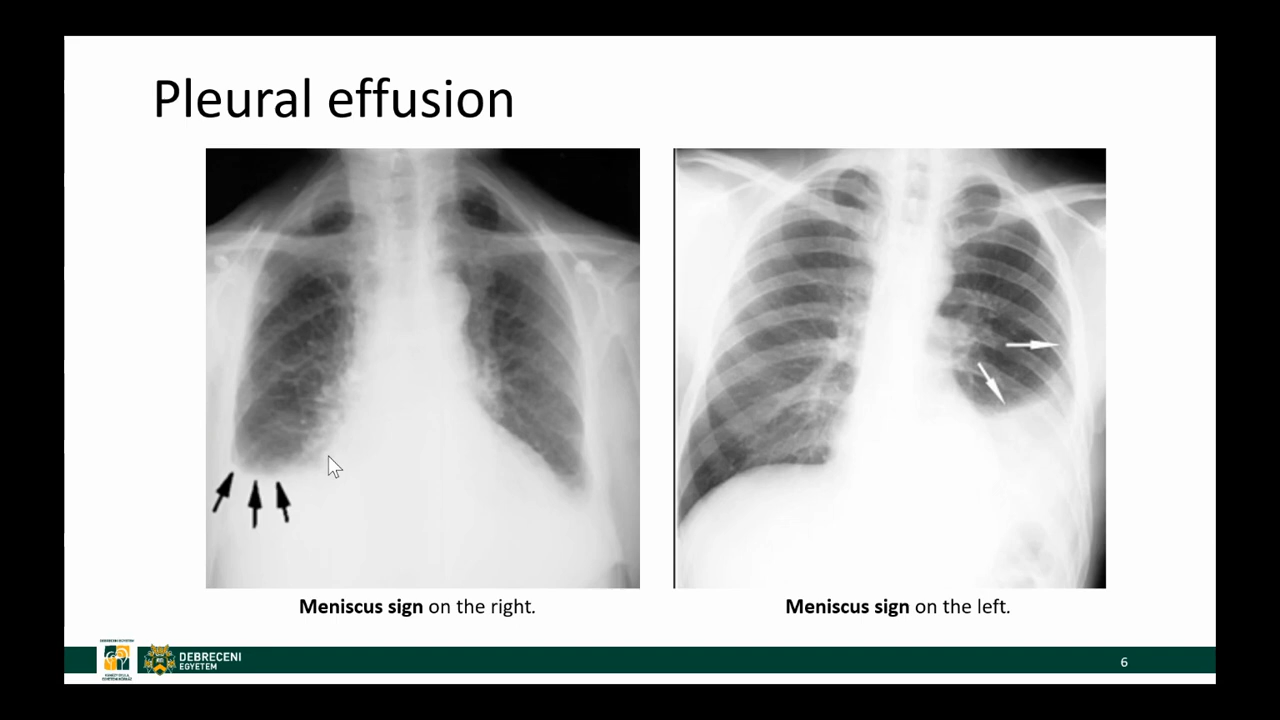 Pleural effusion
Meniscus sign on the right.
Meniscus sign on the left.
DEBRECENI
EGYETEM
6